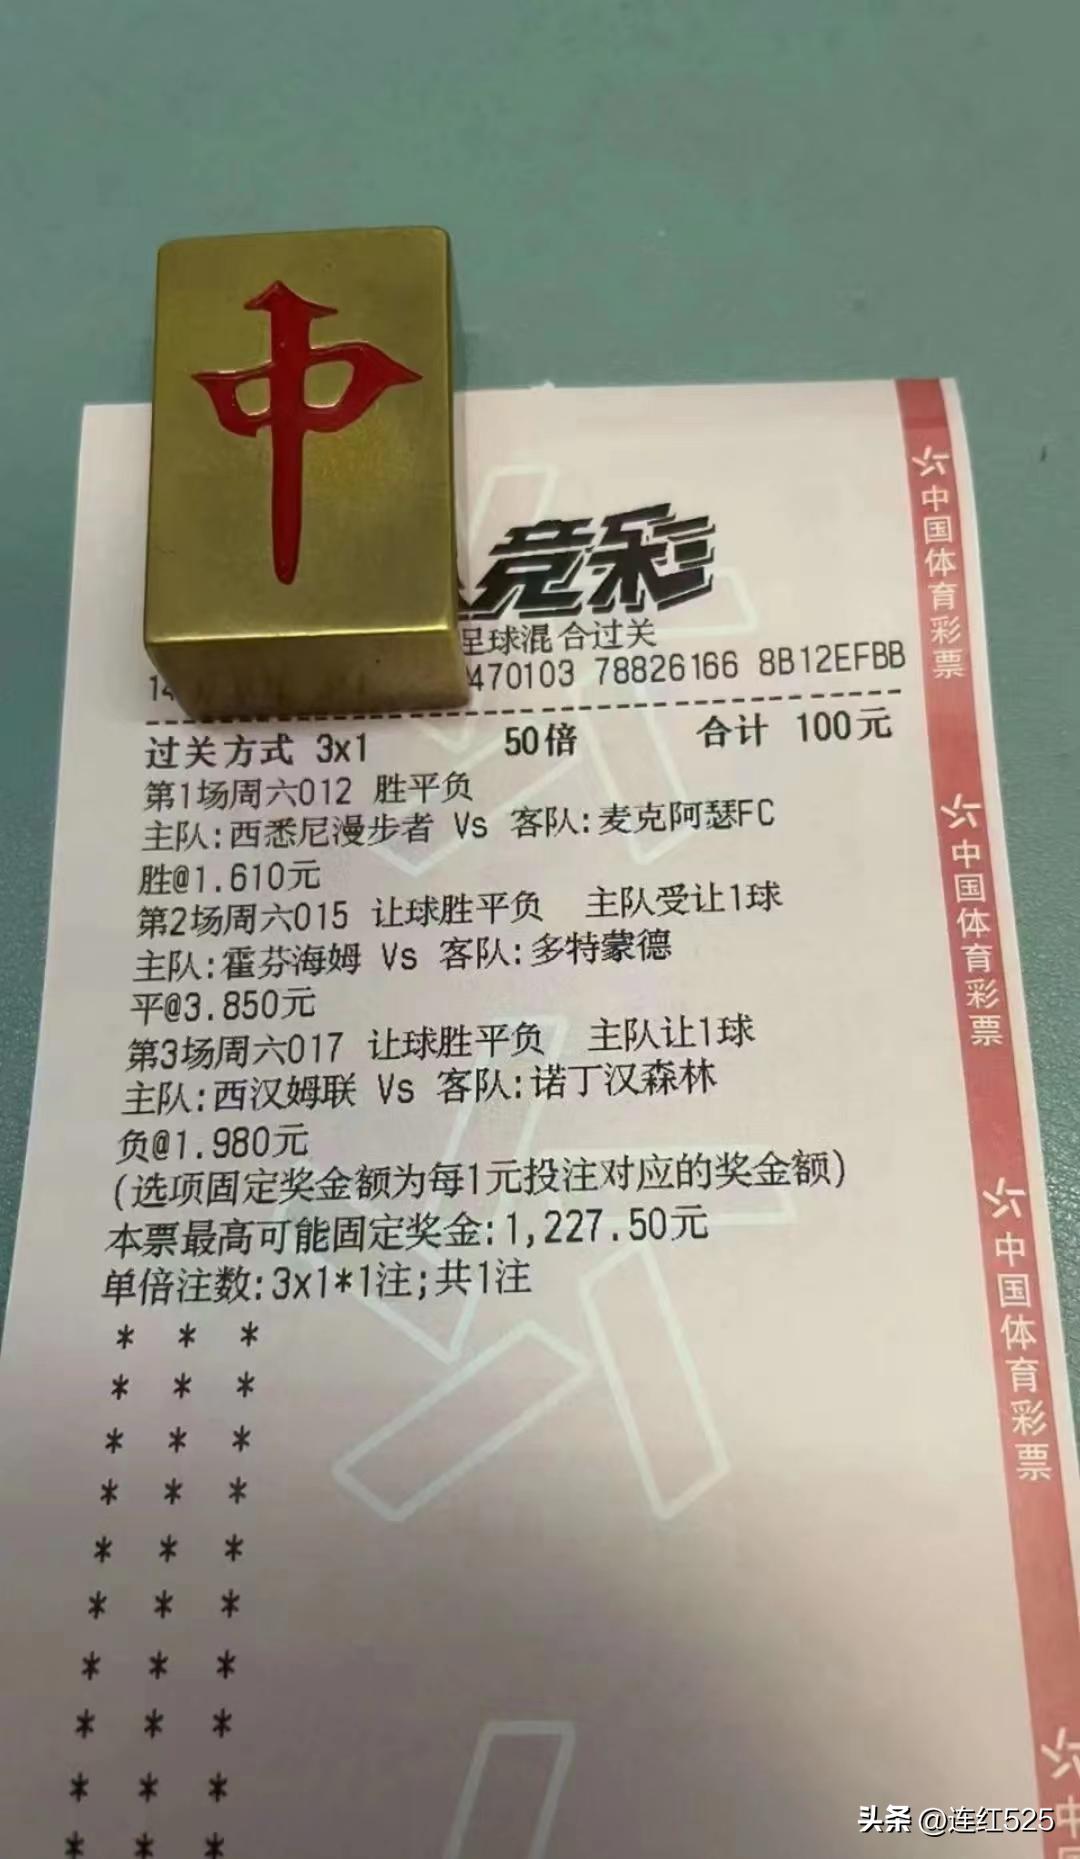 中
竞彩
足球混合过关
470103 78826166 8B12EFBB
过关方式 3x1 50倍 合计 100元
第1场周六012 胜平负
主队:西悉尼漫步者 Vs 客队:麦克阿瑟FC
胜@1.610元
第2场周六015 让球胜平负 主队受让1球
主队:霍芬海姆 Vs 客队:多特蒙德
平@3.850元
第3场周六017 让球胜平负 主队让1球
主队:西汉姆联 Vs 客队:诺丁汉森林
负@1.980元
(选项固定奖金额为每1元投注对应的奖金额)
本票最高可能固定奖金:1,227.50元
单倍注数:3x1*1注;共1注
* * *
* * *
* * *
* * *
* * *
* * *
* * *
* * *
* * *
* * *
中国体育彩票
中国体育彩票
中国体育彩票
中
头条 @连红525